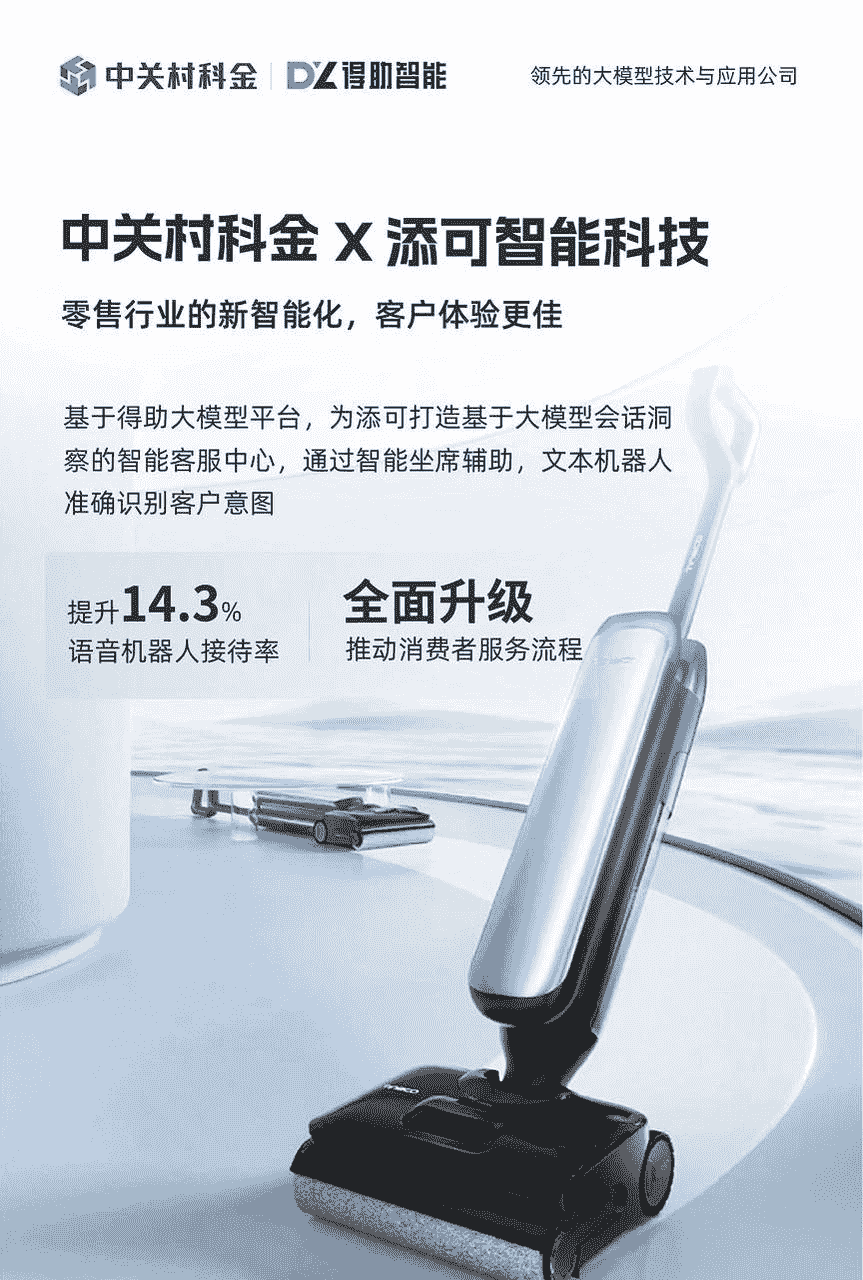 中关村科金 | DZ 得助智能
领先的大模型技术与应用公司
中关村科金 X 添可智能科技
零售行业的新智能化，客户体验更佳
基于得助大模型平台，为添可打造基于大模型会话洞
察的智能客服中心，通过智能坐席辅助，文本机器人
准确识别客户意图
提升14.3%
语音机器人接待率
全面升级
推动消费者服务流程
TINECO
TINECO